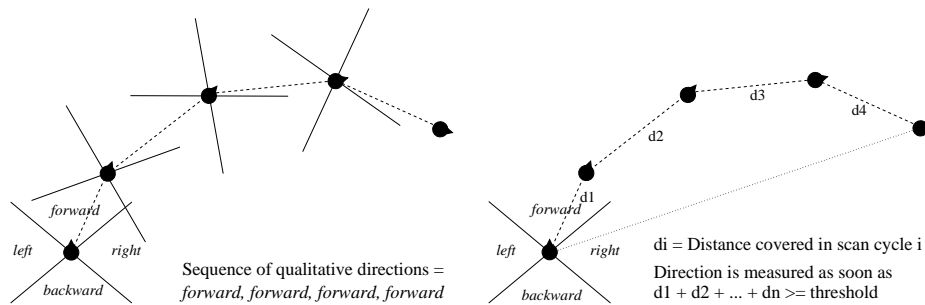 forward
left
right
backward
Sequence of qualitative directions =
forward, forward, forward, forward
d1
d2
d3
d4
forward
left
right
backward
di = Distance covered in scan cycle i
Direction is measured as soon as
d1 + d2 + ... + dn >= threshold